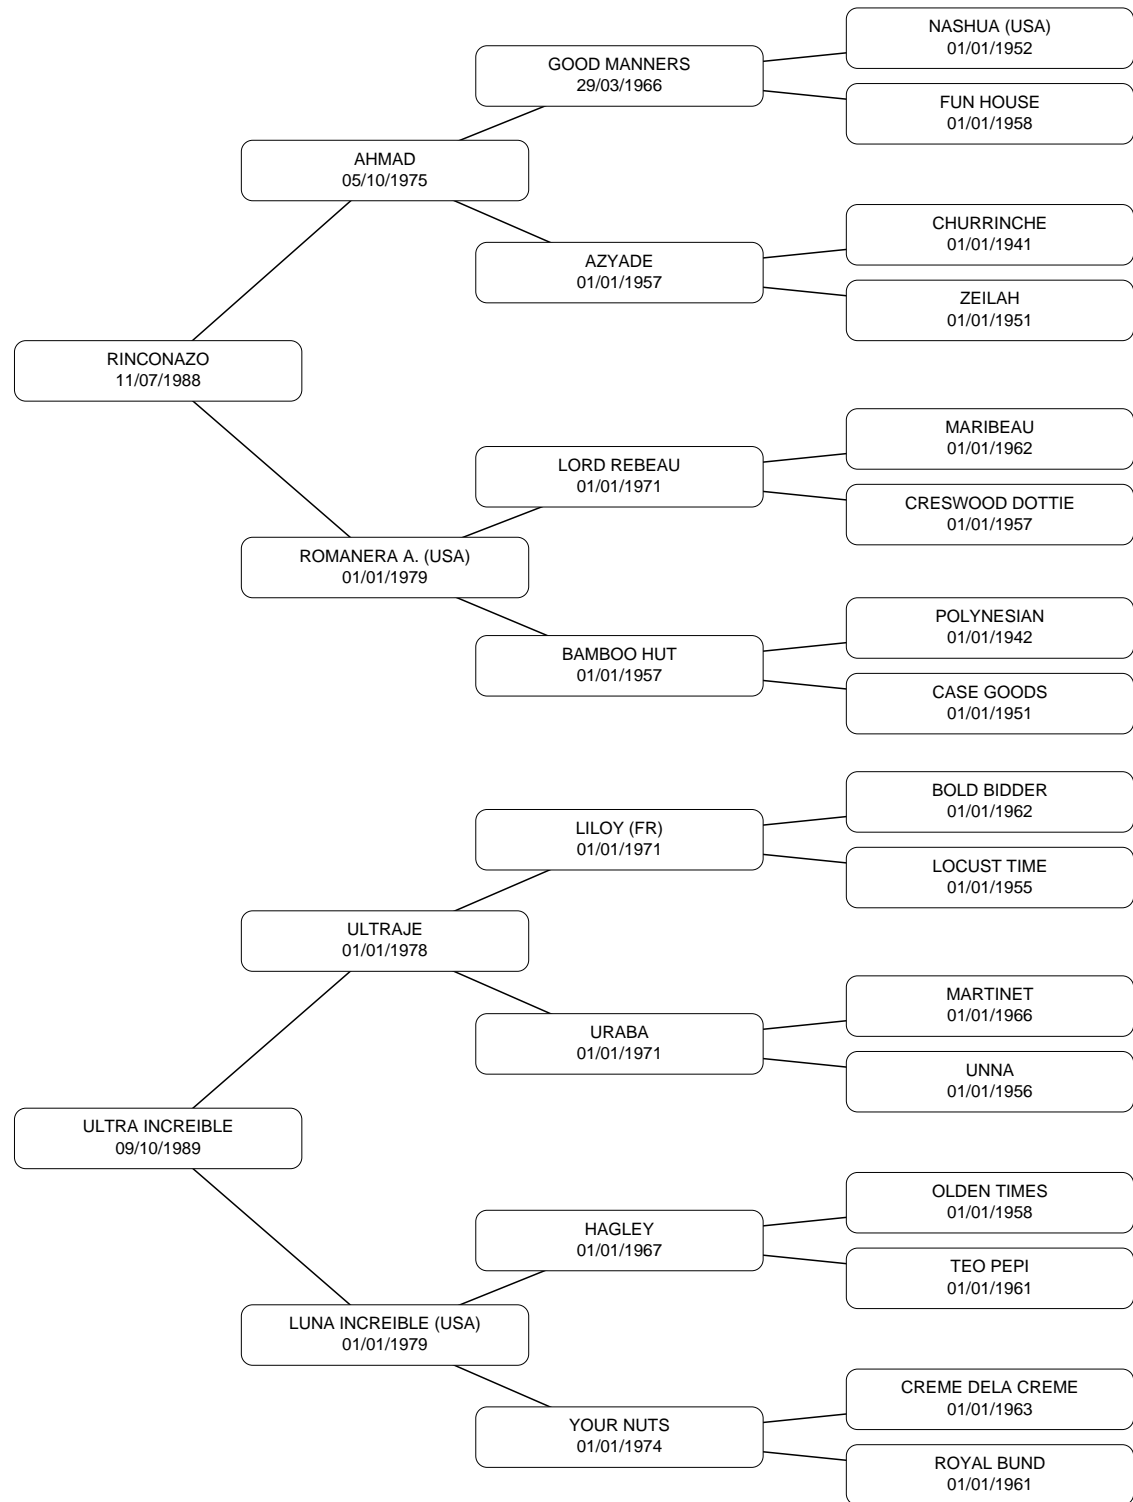 NASHUA (USA)
01/01/1952
GOOD MANNERS
29/03/1966
FUN HOUSE
01/01/1958
AHMAD
05/10/1975
CHURRINCHE
01/01/1941
AZYADE
01/01/1957
ZEILAH
01/01/1951
RINCONAZO
11/07/1988
MARIBEAU
01/01/1962
LORD REBEAU
01/01/1971
CRESWOOD DOTTIE
01/01/1957
ROMANERA A. (USA)
01/01/1979
POLYNESIAN
01/01/1942
BAMBOO HUT
01/01/1957
CASE GOODS
01/01/1951
BOLD BIDDER
01/01/1962
LILOY (FR)
01/01/1971
LOCUST TIME
01/01/1955
ULTRAJE
01/01/1978
MARTINET
01/01/1966
URABA
01/01/1971
UNNA
01/01/1956
ULTRA INCREIBLE
09/10/1989
OLDEN TIMES
01/01/1958
HAGLEY
01/01/1967
TEO PEPI
01/01/1961
LUNA INCREIBLE (USA)
01/01/1979
CREME DELA CREME
01/01/1963
YOUR NUTS
01/01/1974
ROYAL BUND
01/01/1961